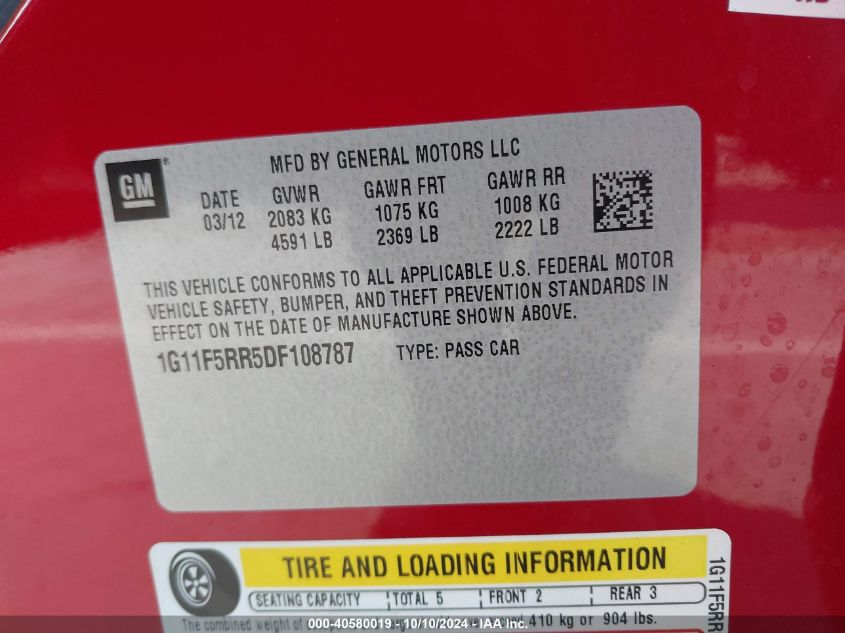 MFD BY GENERAL MOTORS LLC
GM ®
DATE GVWR GAWR FRT GAWR RR
03/12 2083 KG 1075 KG 1008 KG
4591 LB 2369 LB 2222 LB
THIS VEHICLE CONFORMS TO ALL APPLICABLE U.S. FEDERAL MOTOR
VEHICLE SAFETY, BUMPER, AND THEFT PREVENTION STANDARDS IN
EFFECT ON THE DATE OF MANUFACTURE SHOWN ABOVE.
1G11F5RR5DF108787 TYPE: PASS CAR
TIRE AND LOADING INFORMATION
SEATING CAPACITY TOTAL 5 FRONT 2 REAR 3
The combined weight of 410 kg or 904 lbs.
1G11F5RR
000-40580019 - 10/10/2024 - IAA Inc.